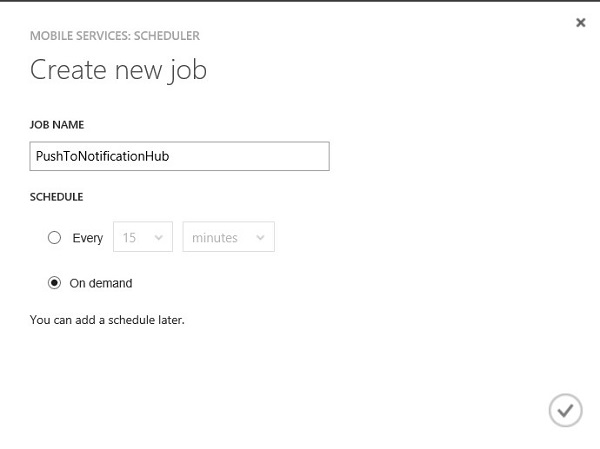 MOBILE SERVICES: SCHEDULER
Create new job
JOB NAME
PushToNotificationHub
SCHEDULE
Every 15 minutes
On demand
You can add a schedule later.